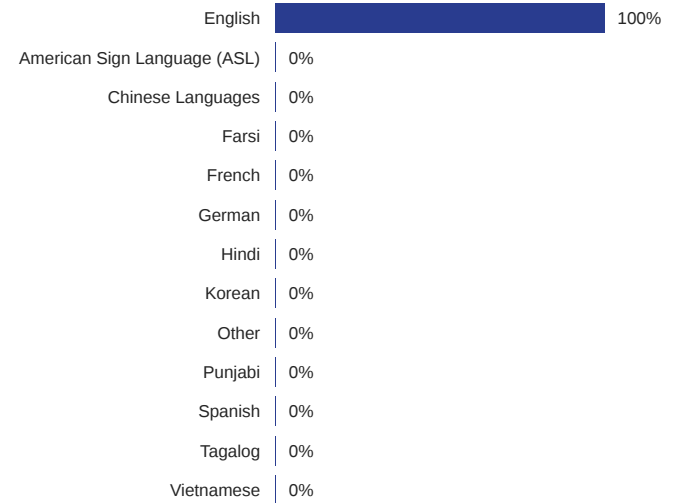 English 100%
American Sign Language (ASL) 0%
Chinese Languages 0%
Farsi 0%
French 0%
German 0%
Hindi 0%
Korean 0%
Other 0%
Punjabi 0%
Spanish 0%
Tagalog 0%
Vietnamese 0%